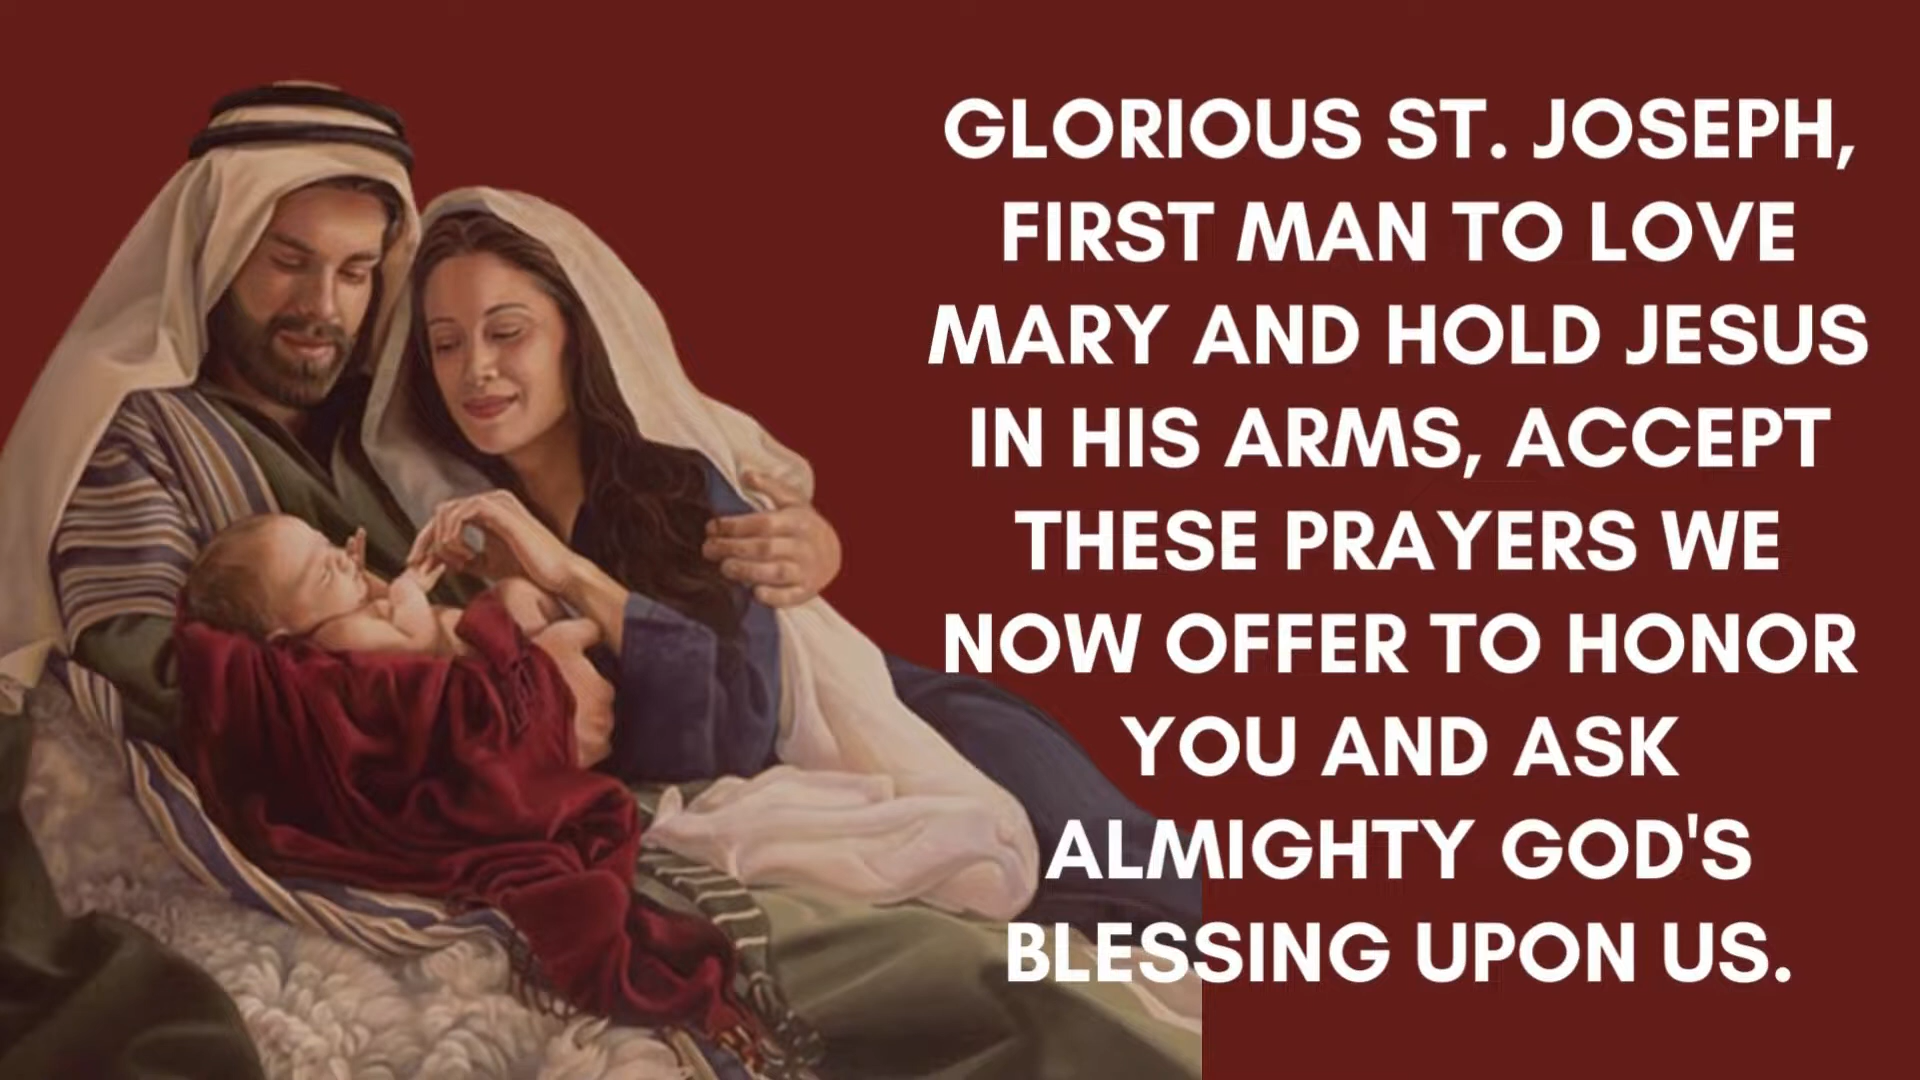 GLORIOUS ST. JOSEPH,
FIRST MAN TO LOVE
MARY AND HOLD JESUS
IN HIS ARMS, ACCEPT
THESE PRAYERS WE
NOW OFFER TO HONOR
YOU AND ASK
ALMIGHTY GOD'S
BLESSING UPON US.